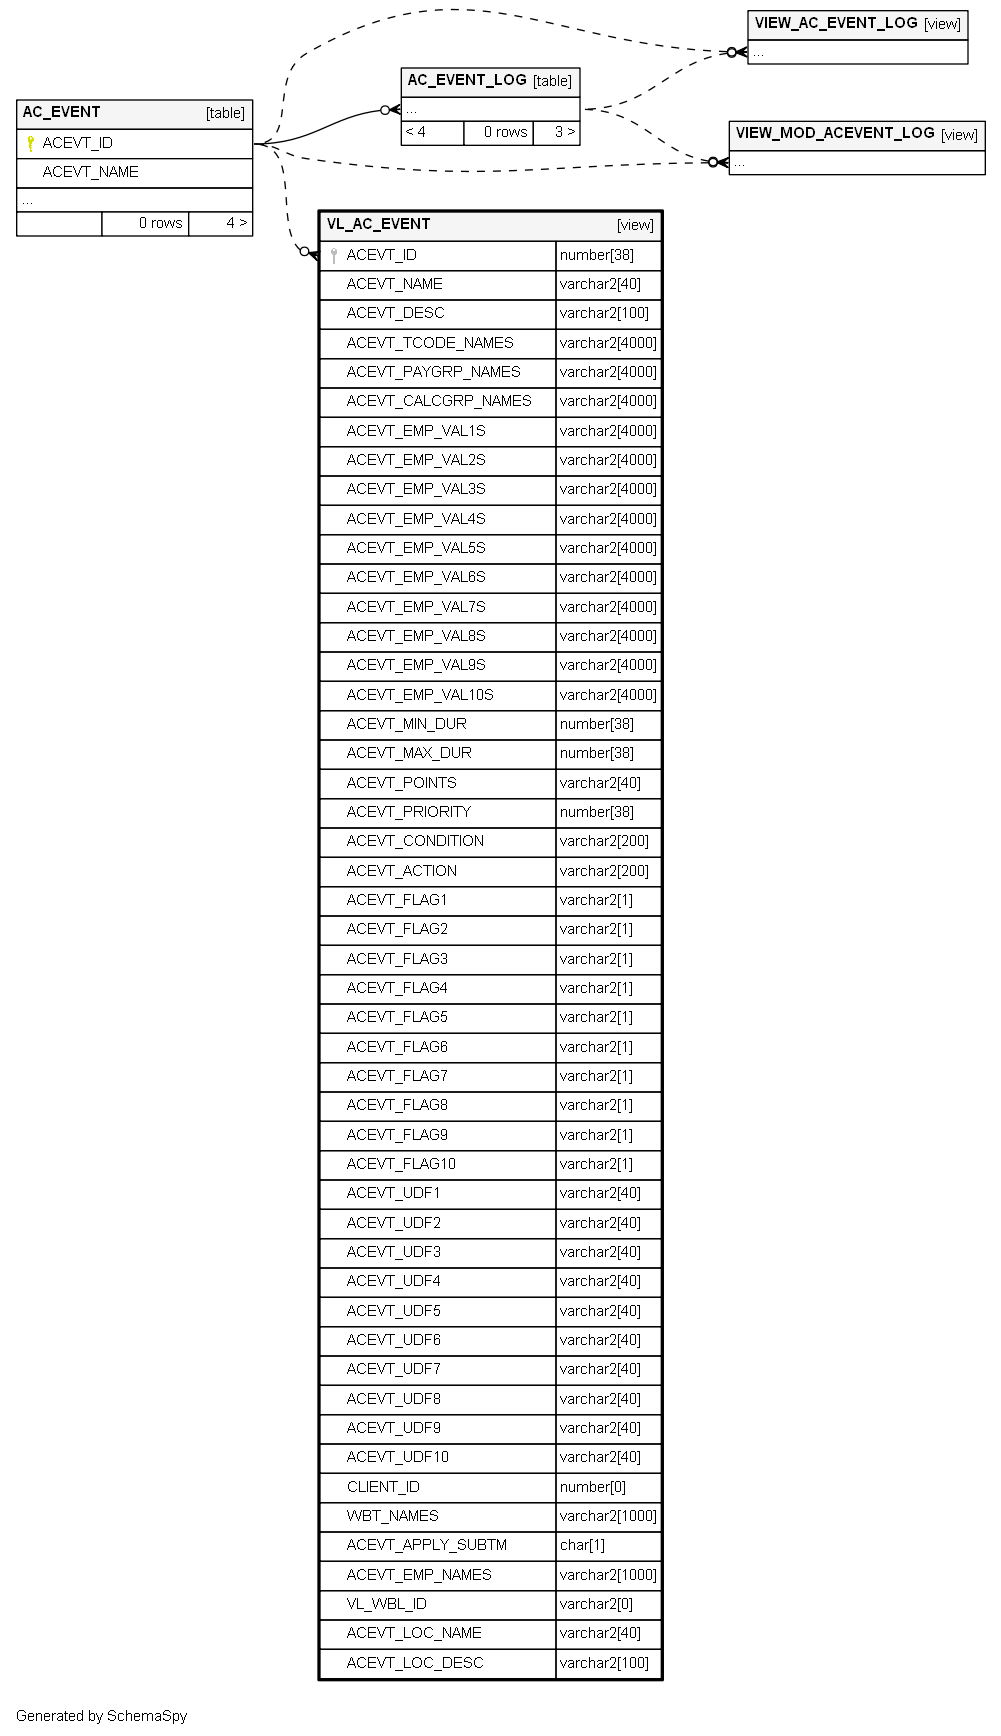 VIEW_AC_EVENT_LOG [view]
...
AC_EVENT_LOG [table]
...
< 4 0 rows 3 >
AC_EVENT [table]
ACEVT_ID
ACEVT_NAME
...
0 rows 4 >
VIEW_MOD_ACEVENT_LOG [view]
...
VL_AC_EVENT [view]
ACEVT_ID number[38]
ACEVT_NAME varchar2[40]
ACEVT_DESC varchar2[100]
ACEVT_TCODE_NAMES varchar2[4000]
ACEVT_PAYGRP_NAMES varchar2[4000]
ACEVT_CALCGRP_NAMES varchar2[4000]
ACEVT_EMP_VAL1S varchar2[4000]
ACEVT_EMP_VAL2S varchar2[4000]
ACEVT_EMP_VAL3S varchar2[4000]
ACEVT_EMP_VAL4S varchar2[4000]
ACEVT_EMP_VAL5S varchar2[4000]
ACEVT_EMP_VAL6S varchar2[4000]
ACEVT_EMP_VAL7S varchar2[4000]
ACEVT_EMP_VAL8S varchar2[4000]
ACEVT_EMP_VAL9S varchar2[4000]
ACEVT_EMP_VAL10S varchar2[4000]
ACEVT_MIN_DUR number[38]
ACEVT_MAX_DUR number[38]
ACEVT_POINTS varchar2[40]
ACEVT_PRIORITY number[38]
ACEVT_CONDITION varchar2[200]
ACEVT_ACTION varchar2[200]
ACEVT_FLAG1 varchar2[1]
ACEVT_FLAG2 varchar2[1]
ACEVT_FLAG3 varchar2[1]
ACEVT_FLAG4 varchar2[1]
ACEVT_FLAG5 varchar2[1]
ACEVT_FLAG6 varchar2[1]
ACEVT_FLAG7 varchar2[1]
ACEVT_FLAG8 varchar2[1]
ACEVT_FLAG9 varchar2[1]
ACEVT_FLAG10 varchar2[1]
ACEVT_UDF1 varchar2[40]
ACEVT_UDF2 varchar2[40]
ACEVT_UDF3 varchar2[40]
ACEVT_UDF4 varchar2[40]
ACEVT_UDF5 varchar2[40]
ACEVT_UDF6 varchar2[40]
ACEVT_UDF7 varchar2[40]
ACEVT_UDF8 varchar2[40]
ACEVT_UDF9 varchar2[40]
ACEVT_UDF10 varchar2[40]
CLIENT_ID number[0]
WBT_NAMES varchar2[1000]
ACEVT_APPLY_SUBTM char[1]
ACEVT_EMP_NAMES varchar2[1000]
VL_WBL_ID varchar2[0]
ACEVT_LOC_NAME varchar2[40]
ACEVT_LOC_DESC varchar2[100]
Generated by SchemaSpy